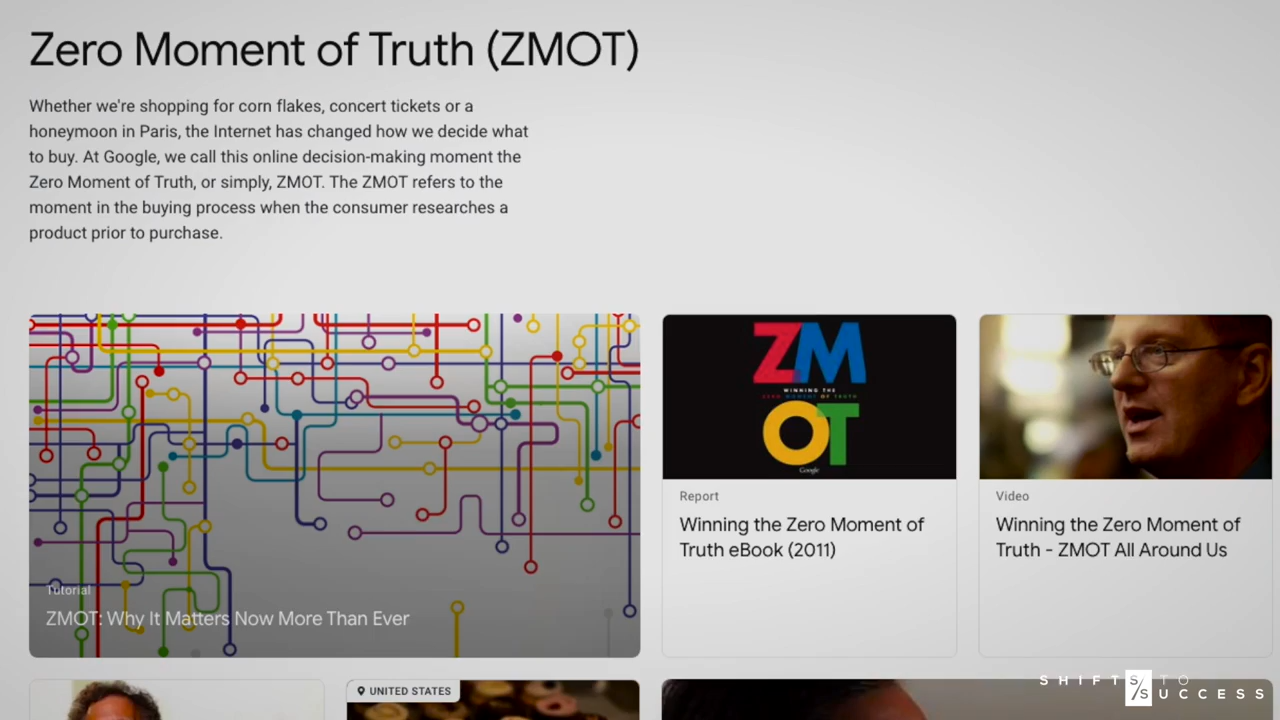 Zero Moment of Truth (ZMOT)
Whether we're shopping for corn flakes, concert tickets or a
honeymoon in Paris, the Internet has changed how we decide what
to buy. At Google, we call this online decision-making moment the
Zero Moment of Truth, or simply, ZMOT. The ZMOT refers to the
moment in the buying process when the consumer researches a
product prior to purchase.
Tutorial
ZMOT: Why It Matters Now More Than Ever
ZM
WINNING THE
ZERO MOMENT OF TRUTH
OT
Google
Report
Winning the Zero Moment of
Truth eBook (2011)
Video
Winning the Zero Moment of
Truth - ZMOT All Around Us
UNITED STATES
SHIFTS TO
S/S
SUCCESS